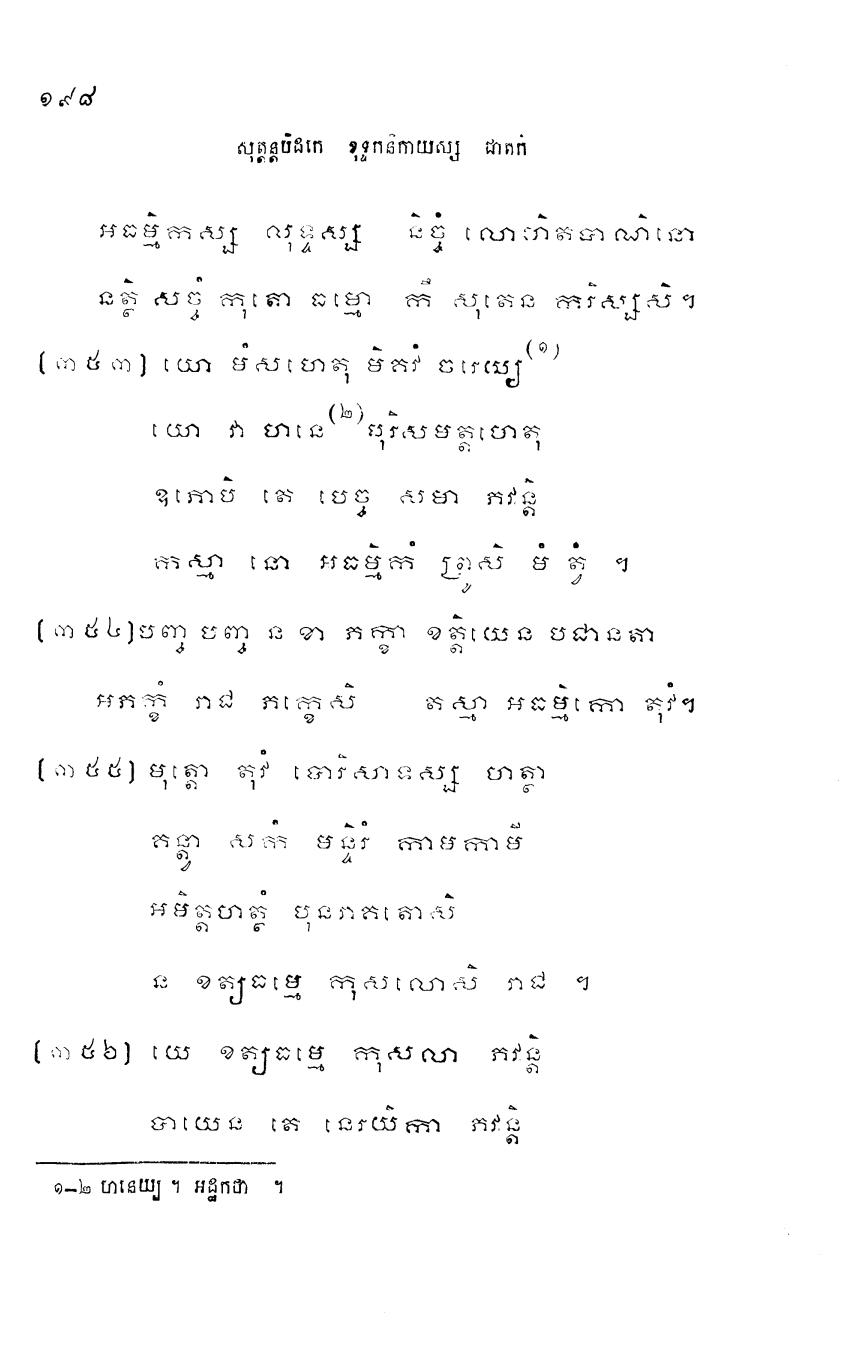 ១៩៨
សុត្តន្តបិដកេ ខុទ្ទកនិកាយស្ស ជាតកំ
អធម្មិកស្ស លុទ្ទស្ស និច្ចំ លោហិតបាណិនោ
នត្ថិ សច្ចំ កុតោ ធម្មោ កឹ សុតេន ករិស្សសិ។
(៣៥៣) យោ មំសហេតុ មិគវំ ចរេយ្យ(១)
យោ វា ហនេ(២)បុរិសមត្តហេតុ
ឧភោបិ តេ បេច្ច សមា ភវន្តិ
កស្មា នោ អធម្មិកំ ព្រូសិ មំ ត្វំ ។
(៣៥៤)បញ្ច បញ្ច ន ខា ភក្ខា ខត្តិយេន បជានតា
អភក្ខំ រាជ ភក្ខេសិ តស្មា អធម្មិកោ តុវំ។
(៣៥៥) មុត្តោ តុវំ បោរិសាទស្ស ហត្ថា
គន្ត្វា សកំ មន្ទិរំ កាមកាមី
អមិត្តហត្ថំ បុនរាគតោសិ
ន ខត្យធម្មេ កុសលោសិ រាជ ។
(៣៥៦) យេ ខត្យធម្មេ កុសលា ភវន្តិ
បាយេន តេ នេរយិកា ភវន្តិ
១–២ ហនេយ្យ ។ អដ្ឋកថា ។